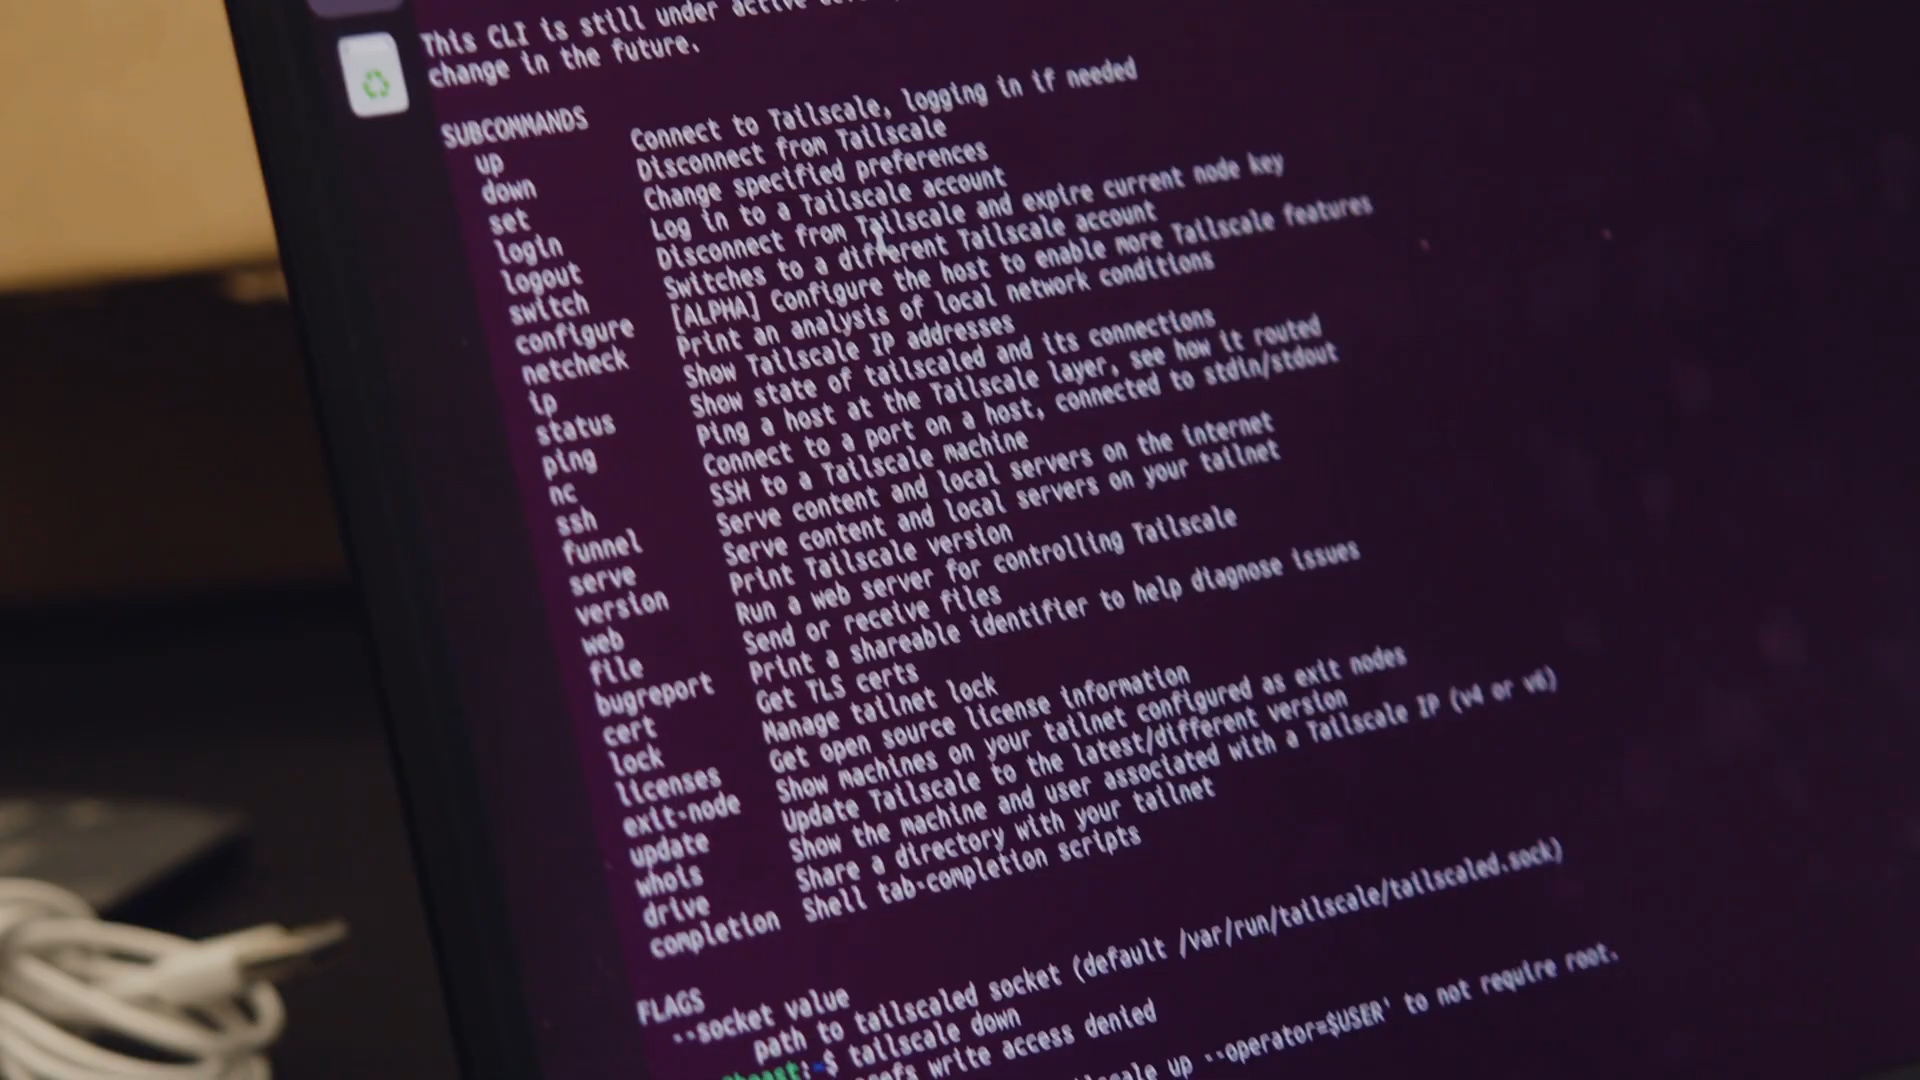 This CLI is still under active
change in the future.
SUBCOMMANDS
up Connect to Tailscale, logging in if needed
down Disconnect from Tailscale
set Change specified preferences
login Log in to a Tailscale account
logout Disconnect from Tailscale and expire current node key
switch Switches to a different Tailscale account
configure [ALPHA] Configure the host to enable more Tailscale features
netcheck Print an analysis of local network conditions
ip Show Tailscale IP addresses
status Show state of tailscaled and its connections
ping Ping a host at the Tailscale layer, see how it routed
nc Connect to a port on a host, connected to stdin/stdout
ssh SSH to a Tailscale machine
funnel Serve content and local servers on the internet
serve Serve content and local servers on your tailnet
version Print Tailscale version
web Run a web server for controlling Tailscale
file Send or receive files
bugreport Print a shareable identifier to help diagnose issues
cert Get TLS certs
lock Manage tailnet lock
licenses Get open source license information
exit-node Show machines on your tailnet configured as exit nodes
update Update Tailscale to the latest/different version
whois Show the machine and user associated with a Tailscale IP (v4 or v6)
drive Share a directory with your tailnet
completion Shell tab-completion scripts
FLAGS
--socket value
path to tailscaled socket (default /var/run/tailscale/tailscaled.sock)
:~$ tailscale down
write access denied
up --operator=$USER' to not require root.